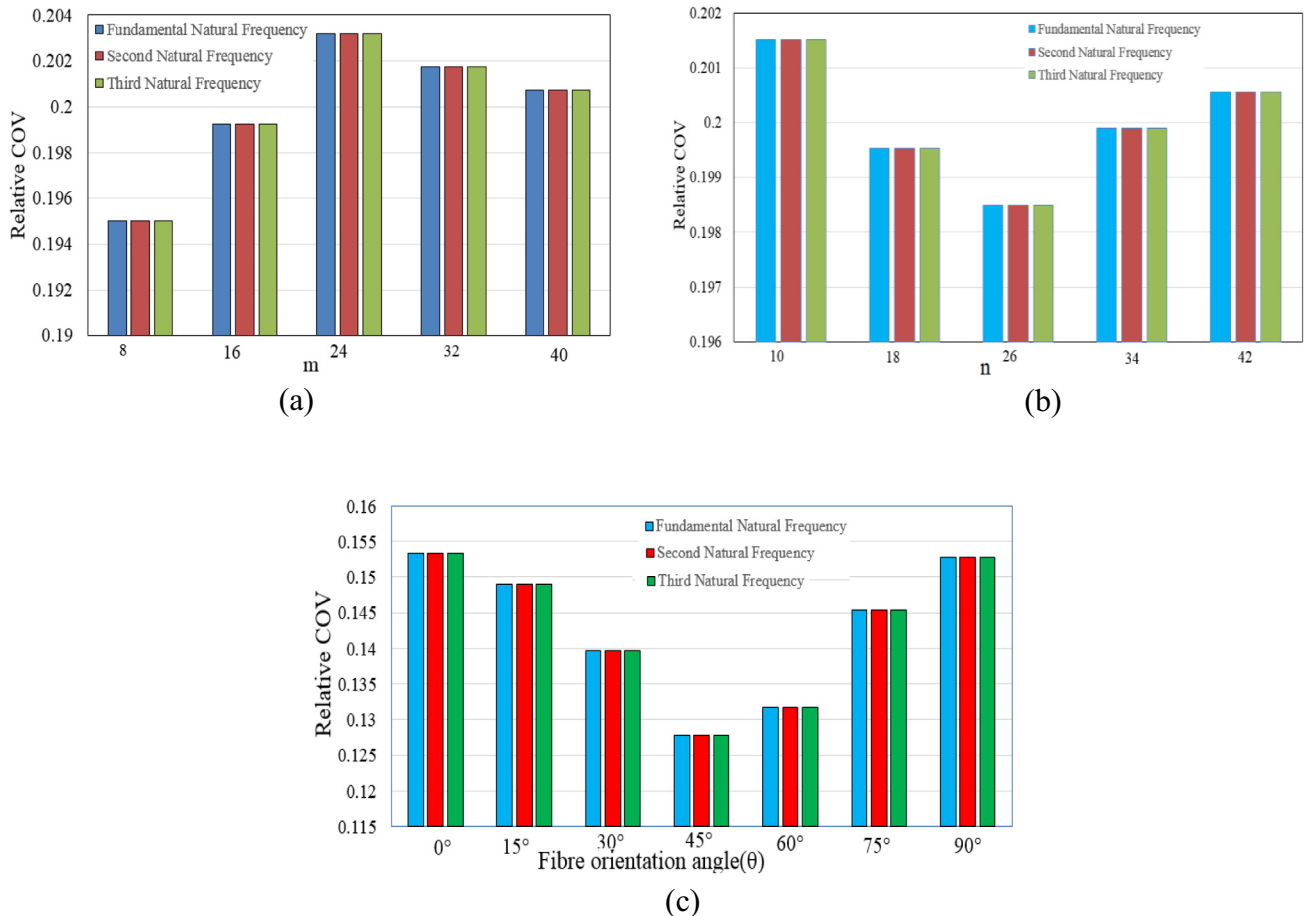 0.204
0.202
0.2
0.198
0.196
0.194
0.192
0.19
Relative COV
Fundamental Natural Frequency
Second Natural Frequency
Third Natural Frequency
8 16 24 32 40
m
(a)
0.202
0.201
0.2
0.199
0.198
0.197
0.196
Relative COV
Fundamental Natural Frequency
Second Natural Frequency
Third Natural Frequency
10 18 26 34 42
n
(b)
0.16
0.155
0.15
0.145
0.14
0.135
0.13
0.125
0.12
0.115
Relative COV
Fundamental Natural Frequency
Second Natural Frequency
Third Natural Frequency
0° 15° 30° 45° 60° 75° 90°
Fibre orientation angle(θ)
(c)